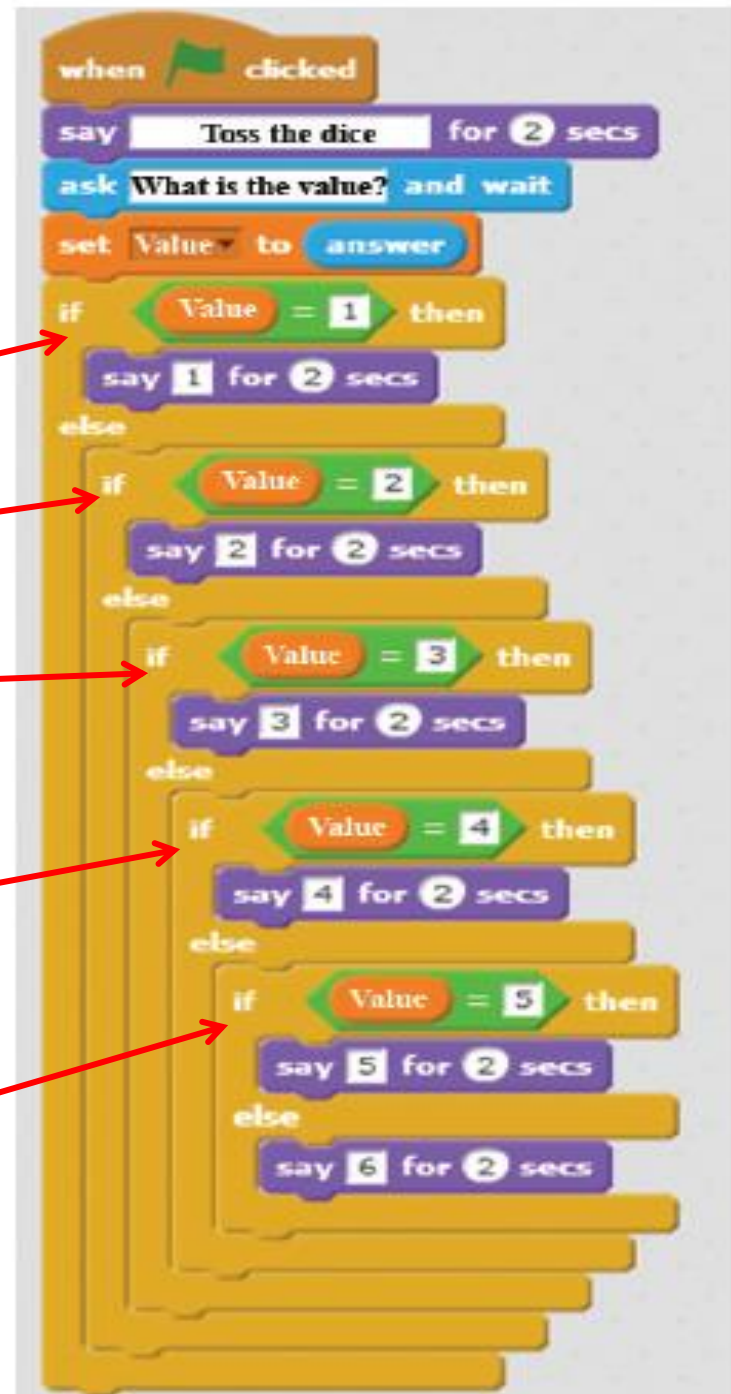 when clicked
say Toss the dice for 2 secs
ask What is the value? and wait
set Value to answer
if Value = 1 then
say 1 for 2 secs
else
if Value = 2 then
say 2 for 2 secs
else
if Value = 3 then
say 3 for 2 secs
else
if Value = 4 then
say 4 for 2 secs
else
if Value = 5 then
say 5 for 2 secs
else
say 6 for 2 secs